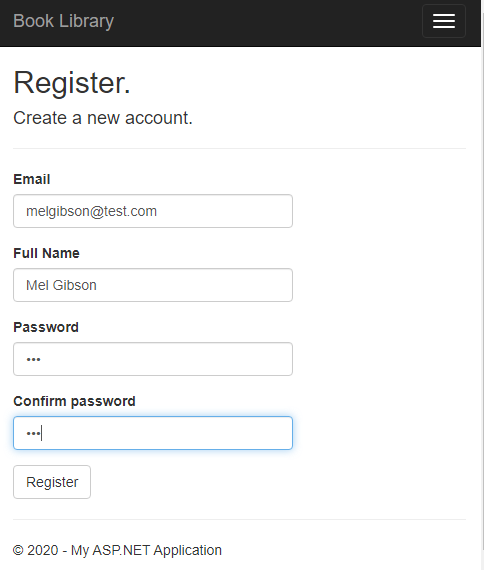 Book Library
Register.
Create a new account.
Email
melgibson@test.com
Full Name
Mel Gibson
Password
•••
Confirm password
•••
Register
© 2020 - My ASP.NET Application